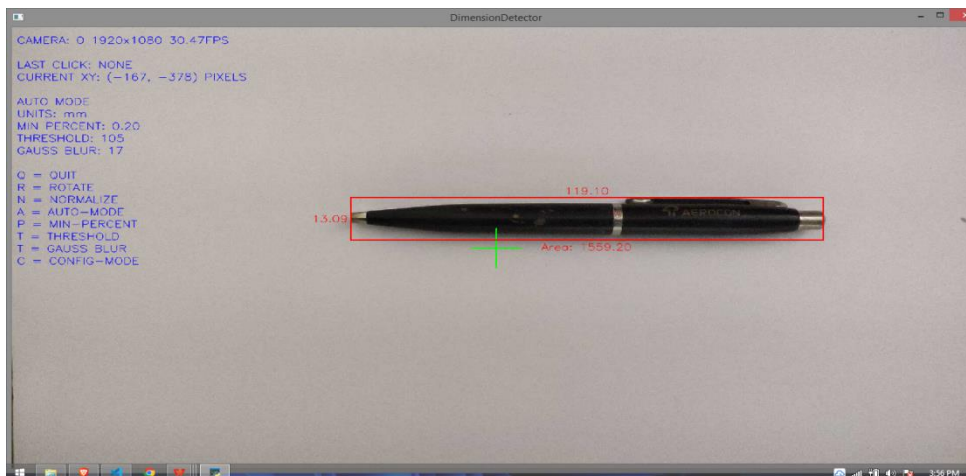 DimensionDetector
CAMERA: 0 1920x1080 30.47FPS
LAST CLICK: NONE
CURRENT XY: (-167, -378) PIXELS
AUTO MODE
UNITS: mm
MIN PERCENT: 0.20
THRESHOLD: 105
GAUSS BLUR: 17
Q = QUIT
R = ROTATE
N = NORMALIZE
A = AUTO-MODE
P = MIN-PERCENT
T = THRESHOLD
T = GAUSS BLUR
C = CONFIG-MODE
119.10
13.09
AEROCON
Area: 1559.20
3:56 PM